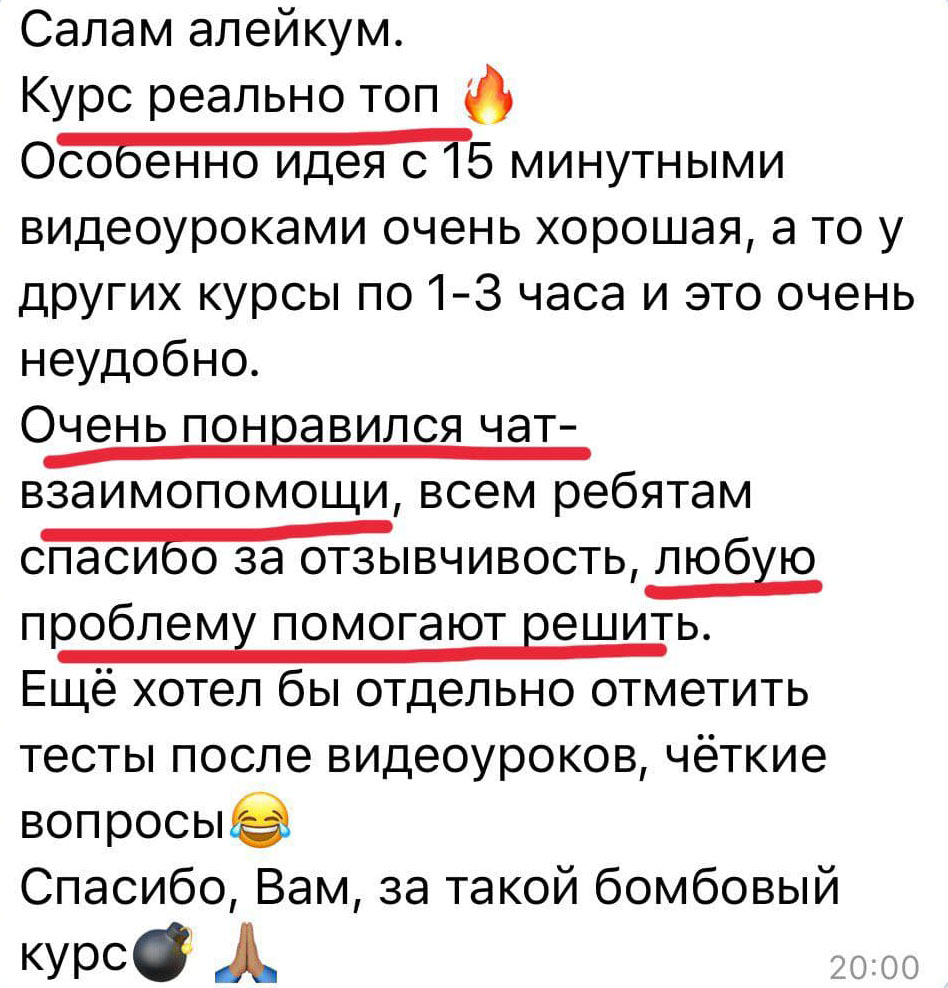 Салам алейкум.
Курс реально топ 🔥
Особенно идея с 15 минутными
видеоуроками очень хорошая, а то у
других курсы по 1-3 часа и это очень
неудобно.
Очень понравился чат-
взаимопомощи, всем ребятам
спасибо за отзывчивость, любую
проблему помогают решить.
Ещё хотел бы отдельно отметить
тесты после видеоуроков, чёткие
вопросы😂
Спасибо, Вам, за такой бомбовый
курс💣 🙏🏽
20:00